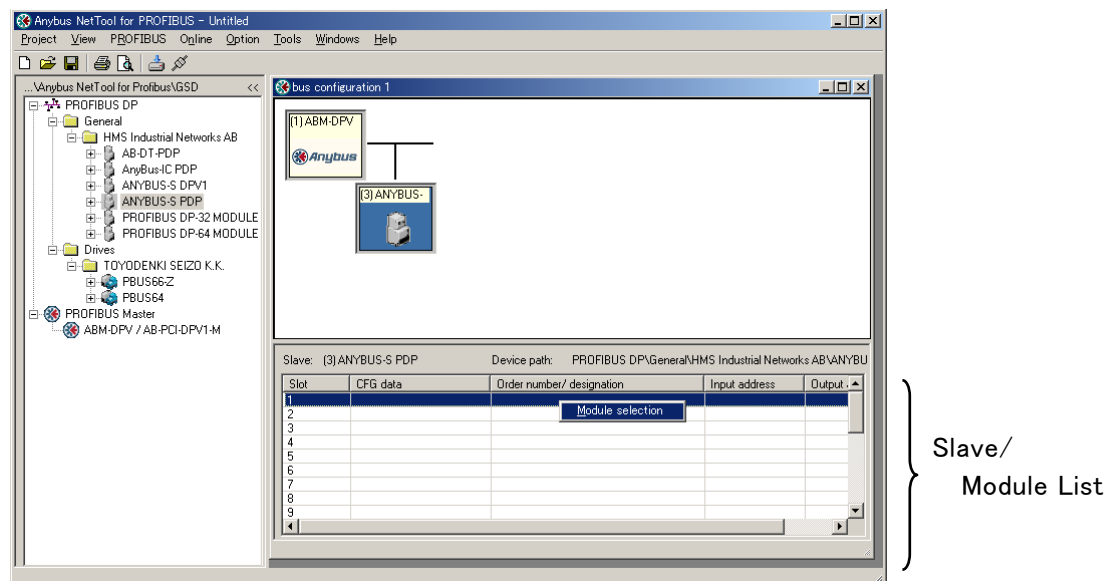 Anybus NetTool for PROFIBUS - Untitled
Project View PROFIBUS Online Option Tools Windows Help
...\Anybus NetTool for Profibus\GSD <<
PROFIBUS DP
General
HMS Industrial Networks AB
AB-DT-PDP
AnyBus-IC PDP
ANYBUS-S DPV1
ANYBUS-S PDP
PROFIBUS DP-32 MODULE
PROFIBUS DP-64 MODULE
Drives
TOYODENKI SEIZO K.K.
PBUS66-Z
PBUS64
PROFIBUS Master
ABM-DPV / AB-PCI-DPV1-M
bus configuration 1
(1) ABM-DPV
Anybus
(3) ANYBUS-
Slave: (3) ANYBUS-S PDP Device path: PROFIBUS DP\General\HMS Industrial Networks AB\ANYBU
Slot CFG data Order number/ designation Input address Output
1
Module selection
2
3
4
5
6
7
8
9
Slave/
Module List